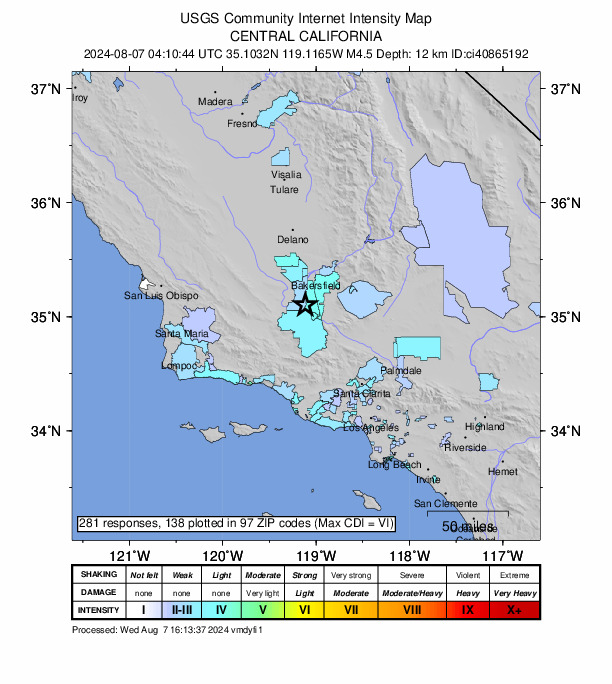 USGS Community Internet Intensity Map
CENTRAL CALIFORNIA
2024-08-07 04:10:44 UTC 35.1032N 119.1165W M4.5 Depth: 12 km ID:ci40865192
37°N 37°N
ilroy
Madera
Fresno
Visalia
Tulare
36°N 36°N
Delano
Bakersfield
San Luis Obispo
35°N 35°N
Santa Maria
Lompoc
Palmdale
Santa Clarita
34°N 34°N
Los Angeles
Highland
Riverside
Long Beach
Hemet
Irvine
San Clemente
50 miles
Oceanside
Carlsbad
281 responses, 138 plotted in 97 ZIP codes (Max CDI = VI)
121°W 120°W 119°W 118°W 117°W
SHAKING Not felt Weak Light Moderate Strong Very strong Severe Violent Extreme
DAMAGE none none none Very light Light Moderate Moderate/Heavy Heavy Very Heavy
INTENSITY I II-III IV V VI VII VIII IX X+
Processed: Wed Aug 7 16:13:37 2024 vmdyfi1